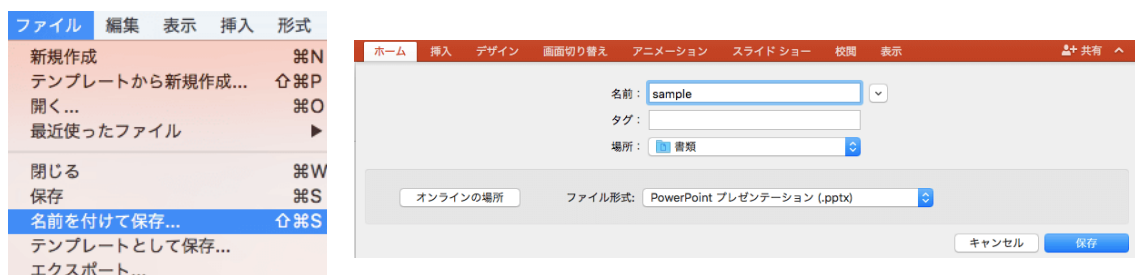 ファイル 編集 表示 挿入 形式
新規作成 ⌘N
テンプレートから新規作成... ⇧⌘P
開く... ⌘O
最近使ったファイル ▶
閉じる ⌘W
保存 ⌘S
名前を付けて保存... ⇧⌘S
テンプレートとして保存...
エクスポート...
ホーム 挿入 デザイン 画面切り替え アニメーション スライド ショー 校閲 表示 共有
名前： sample
タグ：
場所： 書類
オンラインの場所 ファイル形式: PowerPoint プレゼンテーション (.pptx)
キャンセル 保存